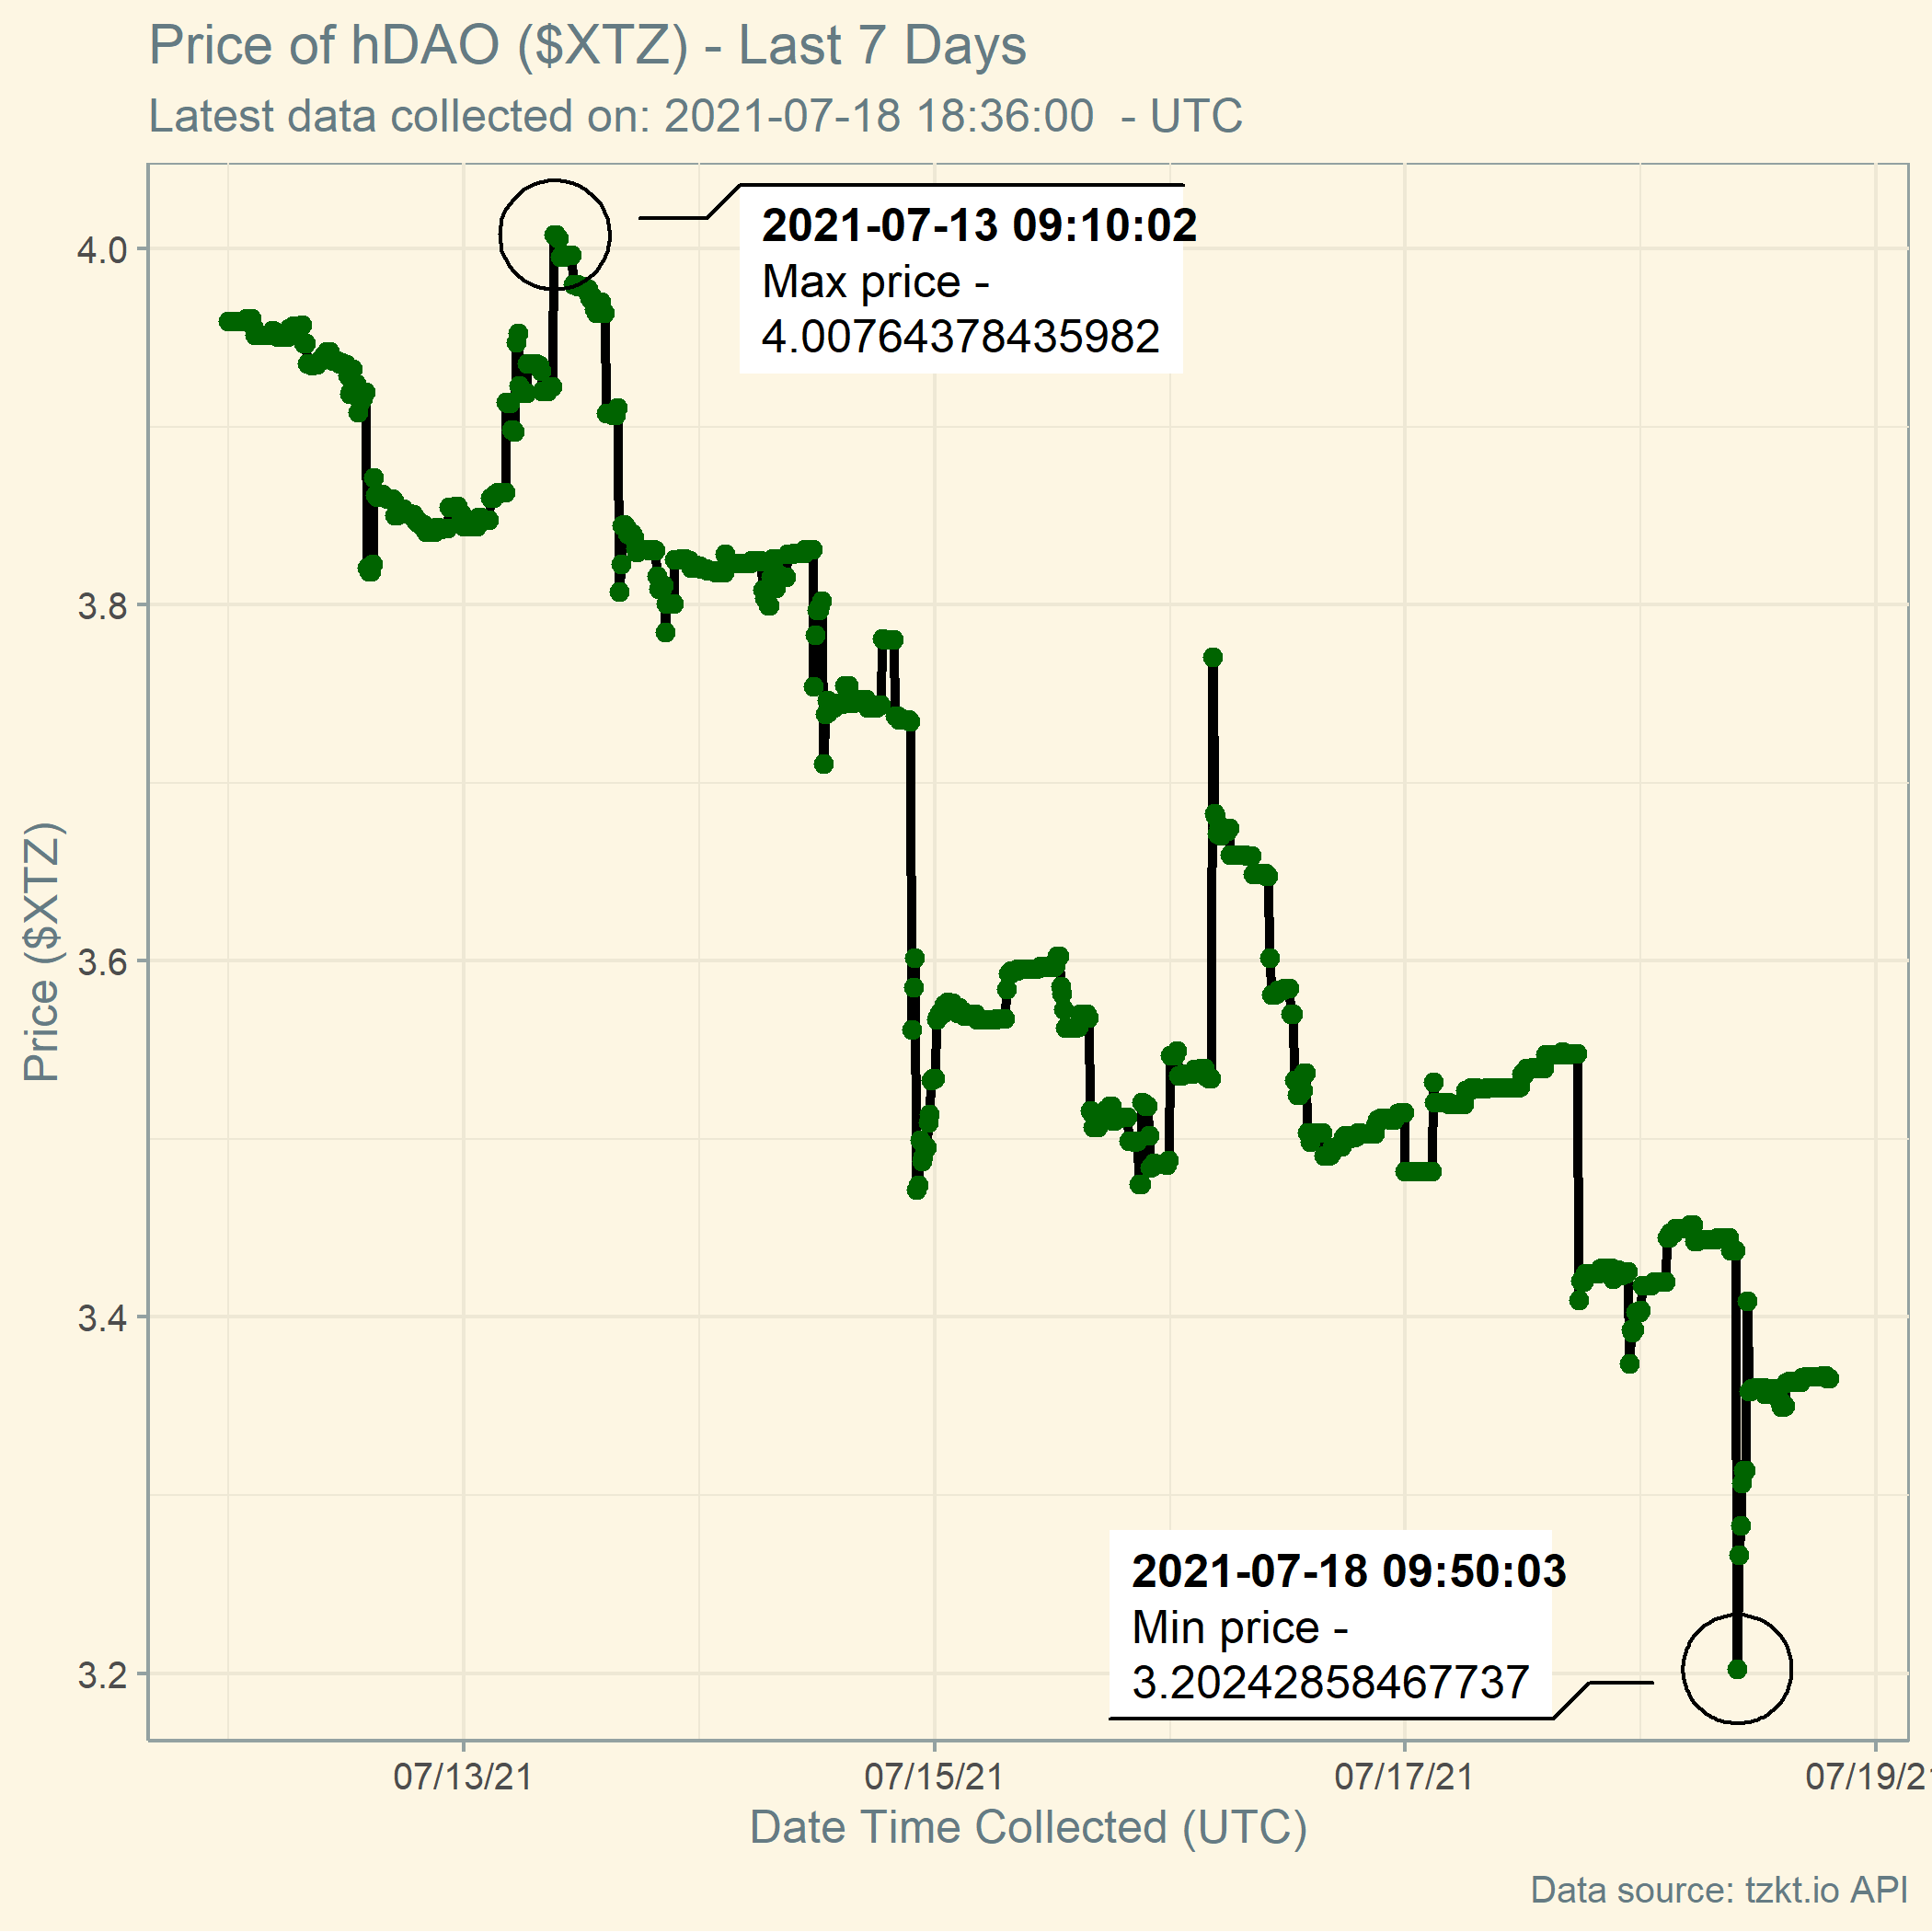 Price of hDAO ($XTZ) - Last 7 Days
Latest data collected on: 2021-07-18 18:36:00  - UTC
2021-07-13 09:10:02
Max price -
4.00764378435982
4.0
3.8
3.6
3.4
3.2
Price ($XTZ)
2021-07-18 09:50:03
Min price -
3.20242858467737
07/13/21
07/15/21
07/17/21
07/19/21
Date Time Collected (UTC)
Data source: tzkt.io API